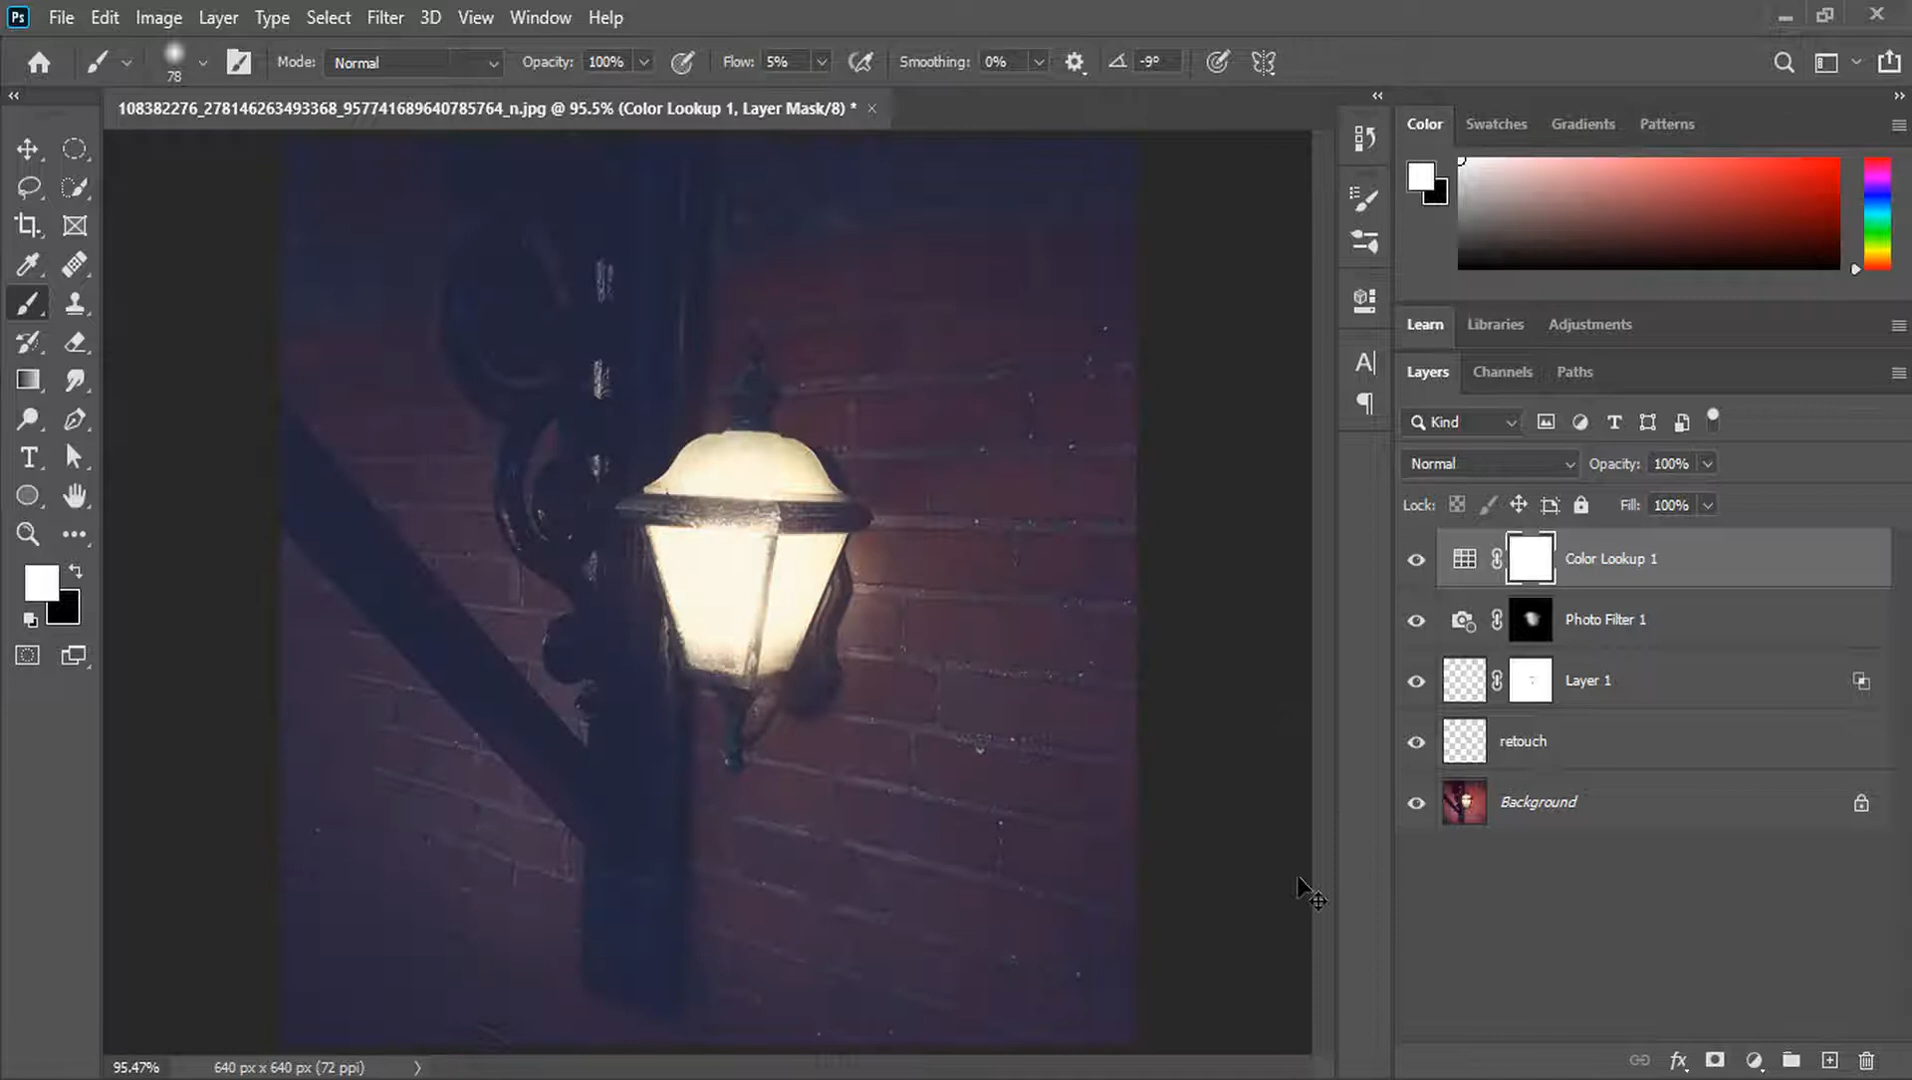 Ps File Edit Image Layer Type Select Filter 3D View Window Help
78 Mode: Normal Opacity: 100% Flow: 5% Smoothing: 0% -9°
108382276_278146263493368_957741689640785764_n.jpg @ 95.5% (Color Lookup 1, Layer Mask/8) *
Color Swatches Gradients Patterns
Learn Libraries Adjustments
Layers Channels Paths
Kind
Normal Opacity: 100%
Lock: Fill: 100%
Color Lookup 1
Photo Filter 1
Layer 1
retouch
Background
95.47% 640 px x 640 px (72 ppi)